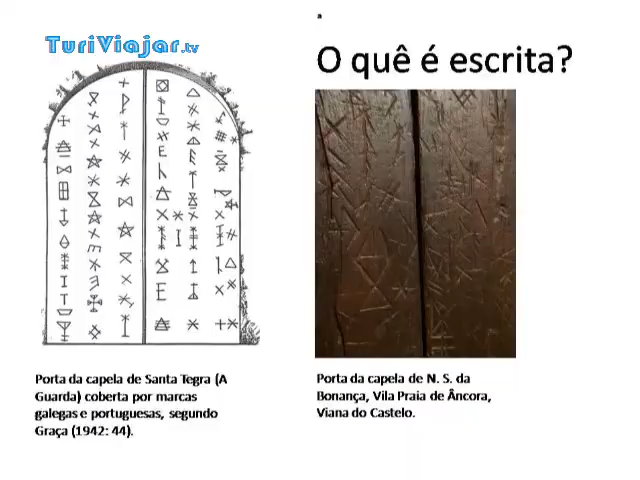 TuriViajar.tv
O quê é escrita?
Porta da capela de Santa Tegra (A
Guarda) coberta por marcas
galegas e portuguesas, segundo
Graça (1942: 44).
Porta da capela de N. S. da
Bonança, Vila Praia de Âncora,
Viana do Castelo.